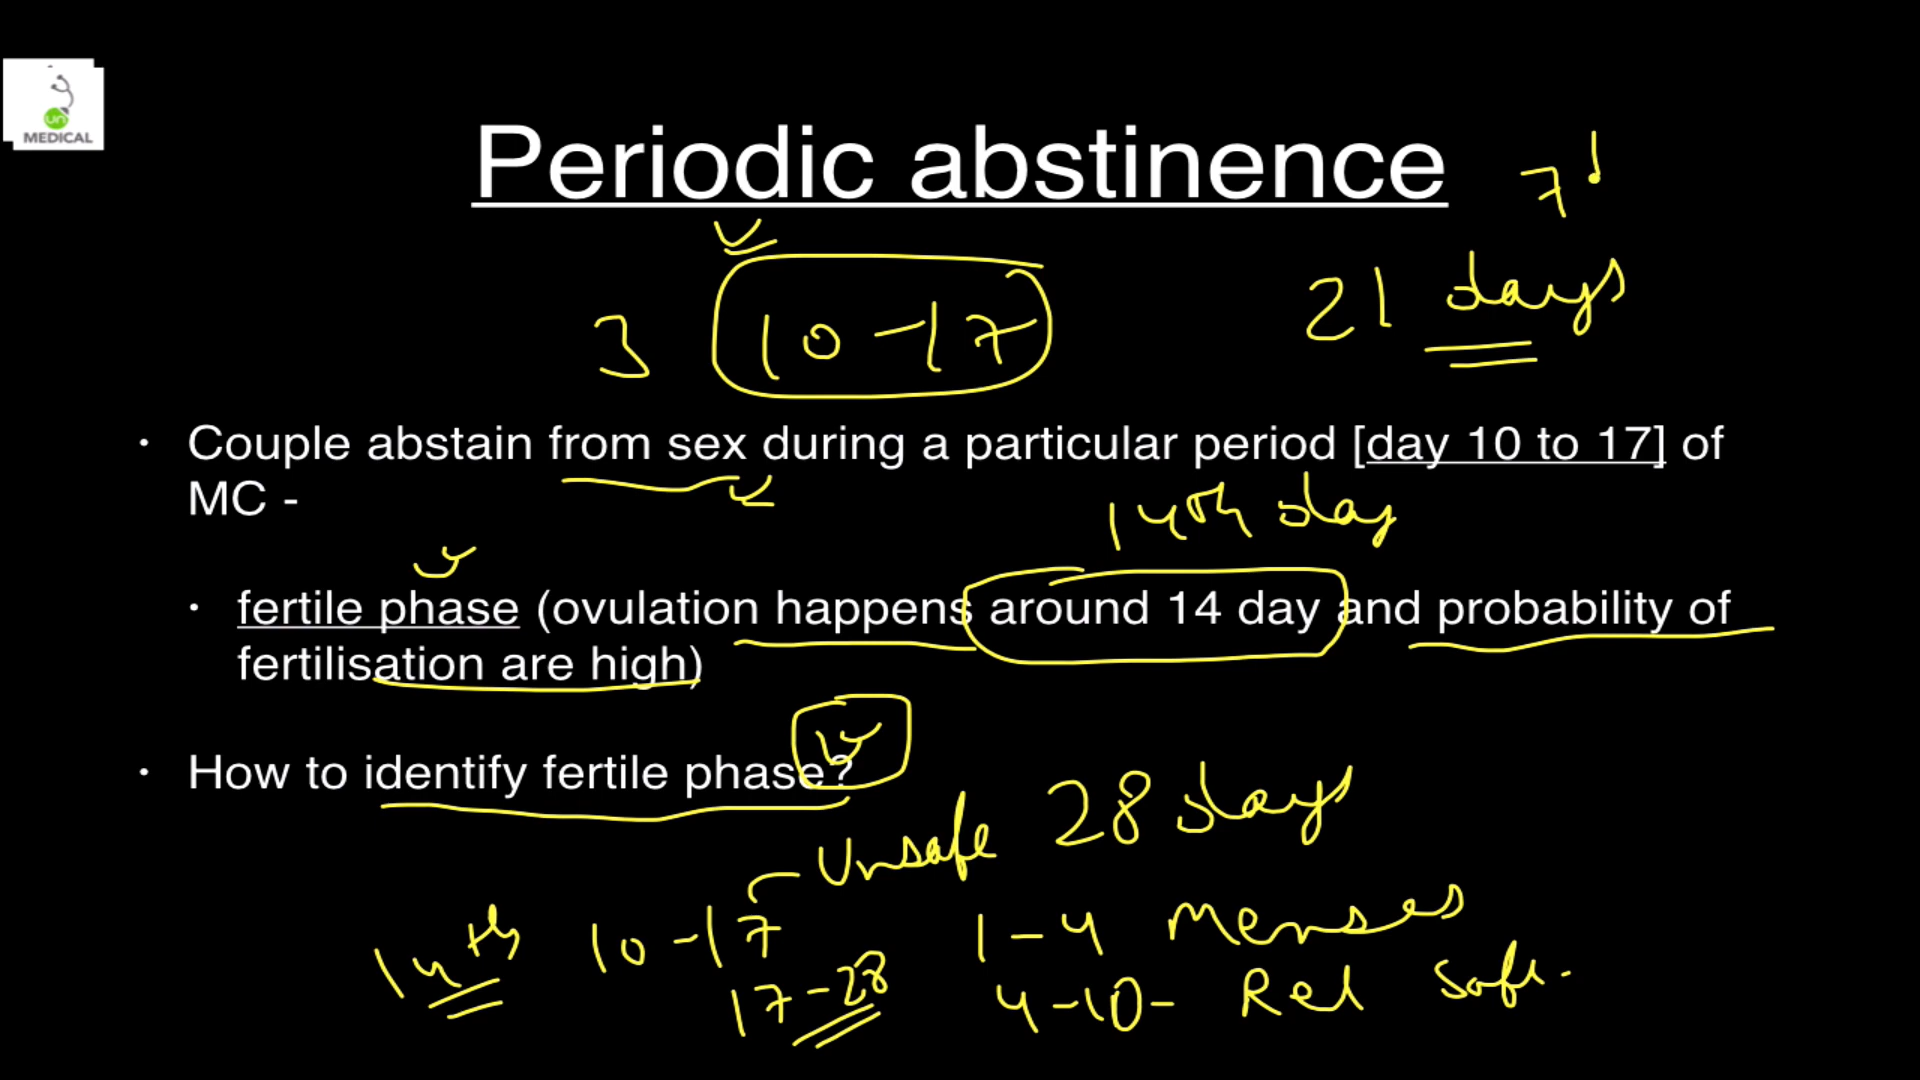 un
MEDICAL
Periodic abstinence
7
21 days
3 10-17
Couple abstain from sex during a particular period [day 10 to 17] of
MC -
14th day
fertile phase (ovulation happens around 14 day and probability of
fertilisation are high)
How to identify fertile phase?
Unsafe 28 days
14th 10-17 1-4 Menses
17-28 4-10- Rel safe.